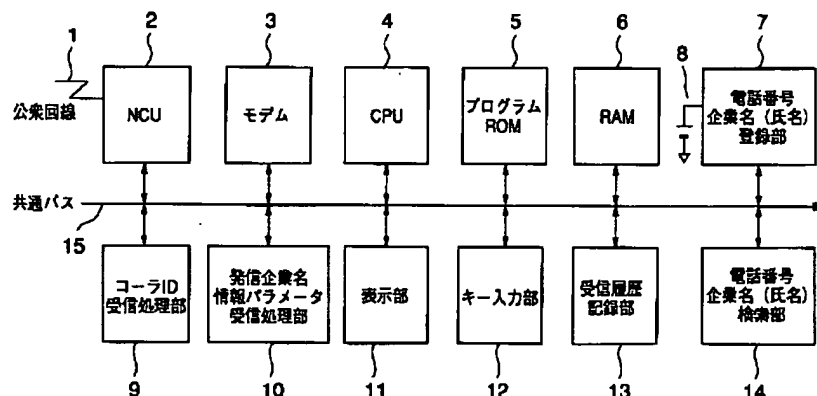 1
2
3
4
5
6
7
8
公衆回線
NCU
モデム
CPU
プログラム
ROM
RAM
電話番号
企業名（氏名）
登録部
共通バス
15
コーラID
受信処理部
発信企業名
情報パラメータ
受信処理部
表示部
キー入力部
受信履歴
記録部
電話番号
企業名（氏名）
検索部
9
10
11
12
13
14